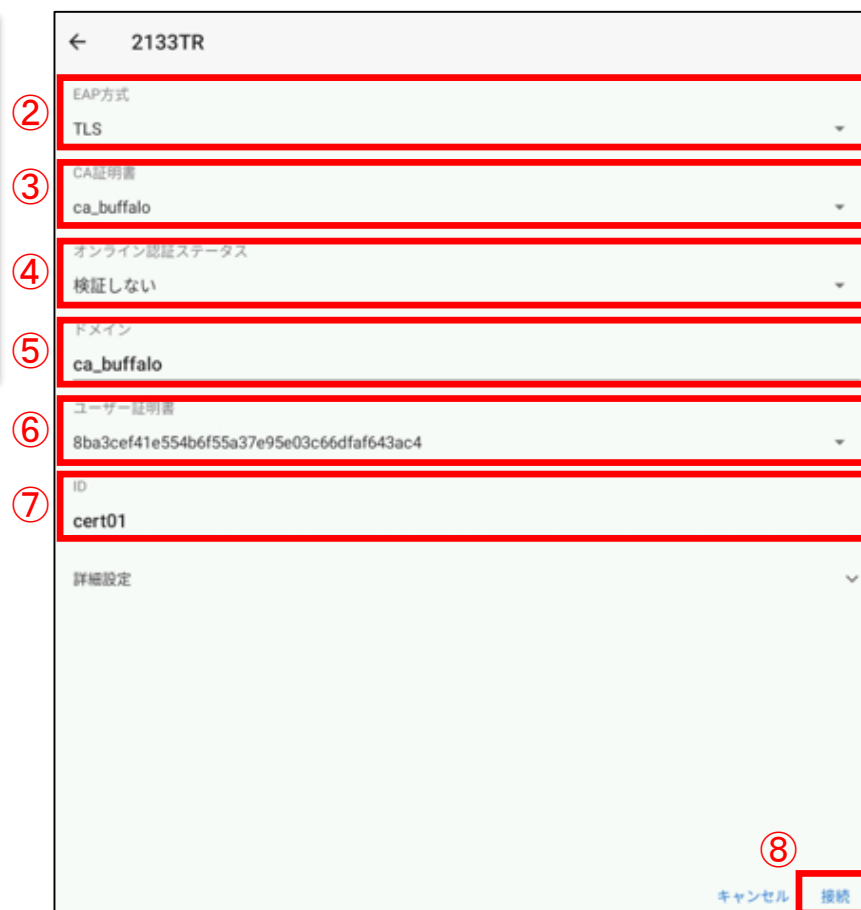 ← 2133TR
② EAP方式
TLS
③ CA証明書
ca_buffalo
④ オンライン認証ステータス
検証しない
⑤ ドメイン
ca_buffalo
⑥ ユーザー証明書
8ba3cef41e554b6f55a37e95e03c66dfaf643ac4
⑦ ID
cert01
詳細設定
⑧
キャンセル 接続